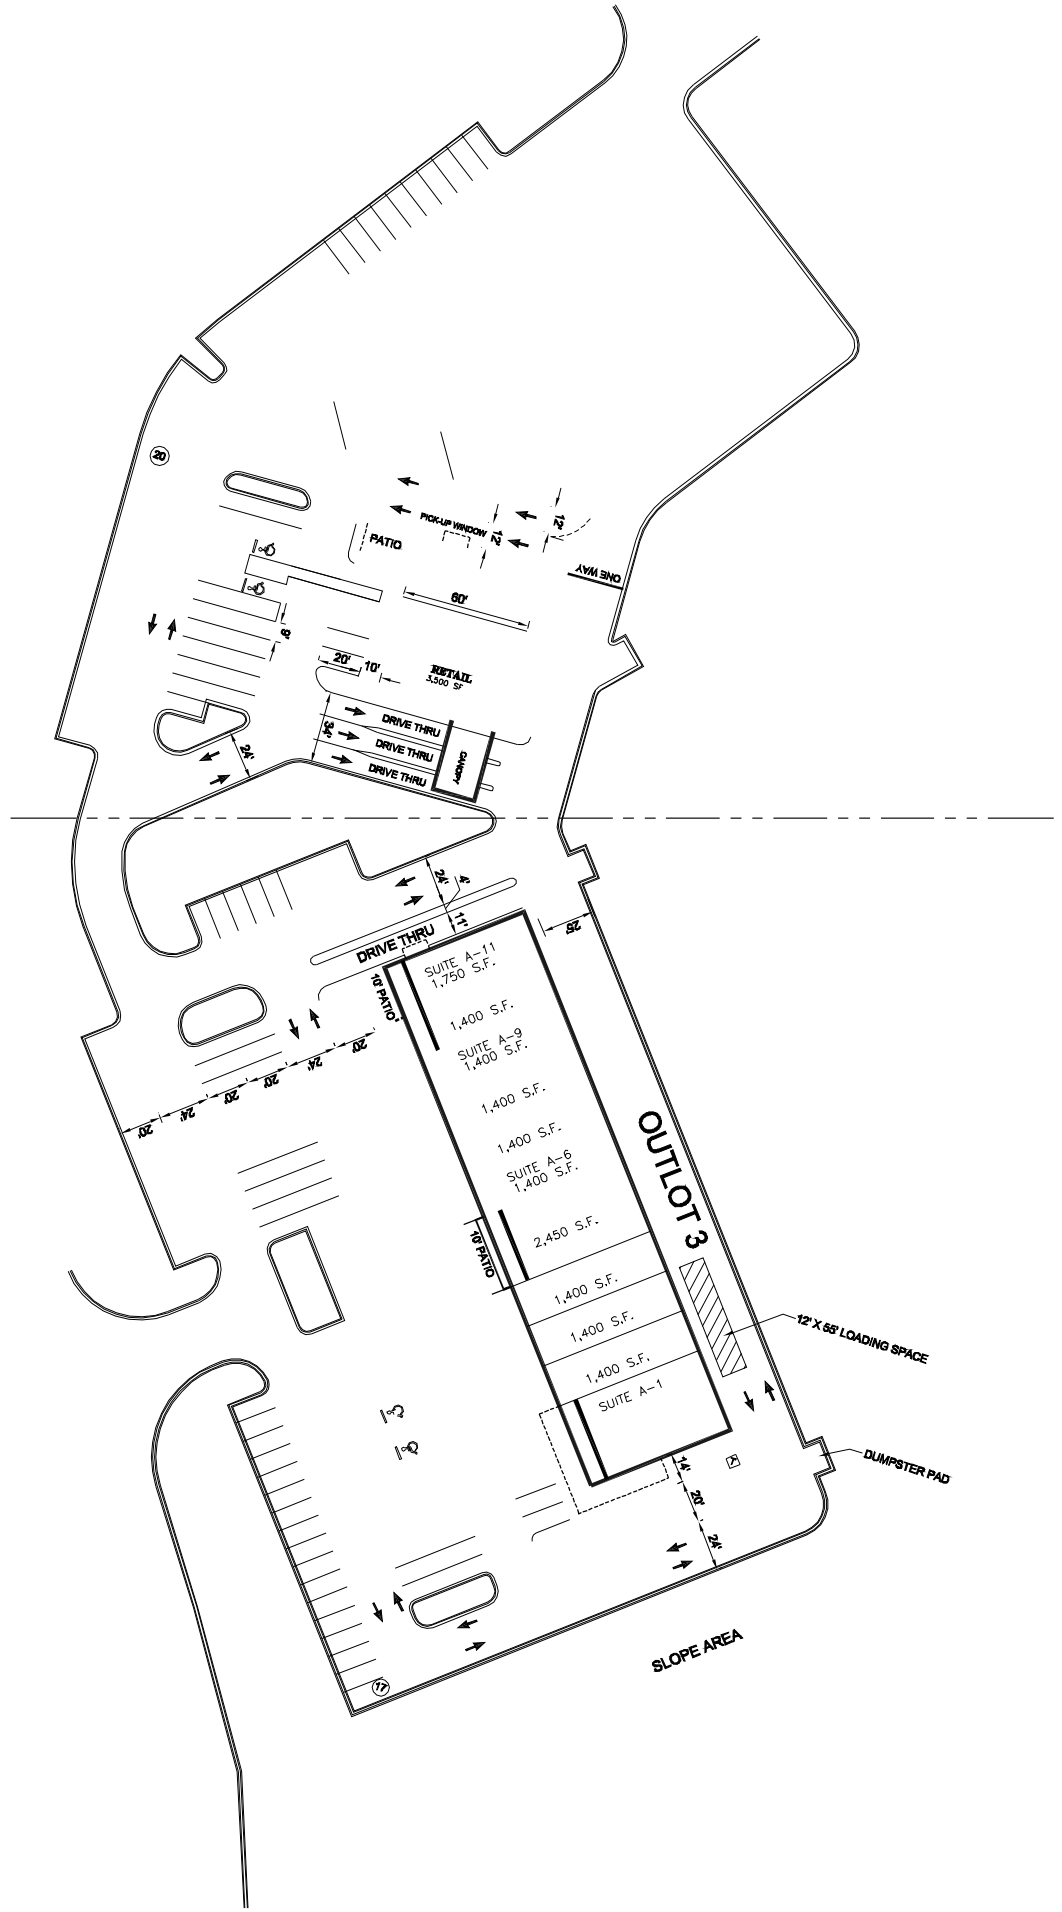 20
PICK-UP WINDOW
12'
12'
PATIO
ONE WAY
60'
9'
20'
10'
RETAIL
3,500 SF
34'
DRIVE THRU
DRIVE THRU
DRIVE THRU
CANOPY
24'
24'
4'
11'
DRIVE THRU
25'
10' PATIO"
SUITE A-11
1,750 S.F.
1,400 S.F.
SUITE A-9
1,400 S.F.
1,400 S.F.
1,400 S.F.
SUITE A-6
1,400 S.F.
2,450 S.F.
10' PATIO
1,400 S.F.
1,400 S.F.
1,400 S.F.
SUITE A-1
20'
24'
20'
20'
24'
20'
OUTLOT 3
12' X 55' LOADING SPACE
DUMPSTER PAD
14'
20'
24'
SLOPE AREA
17